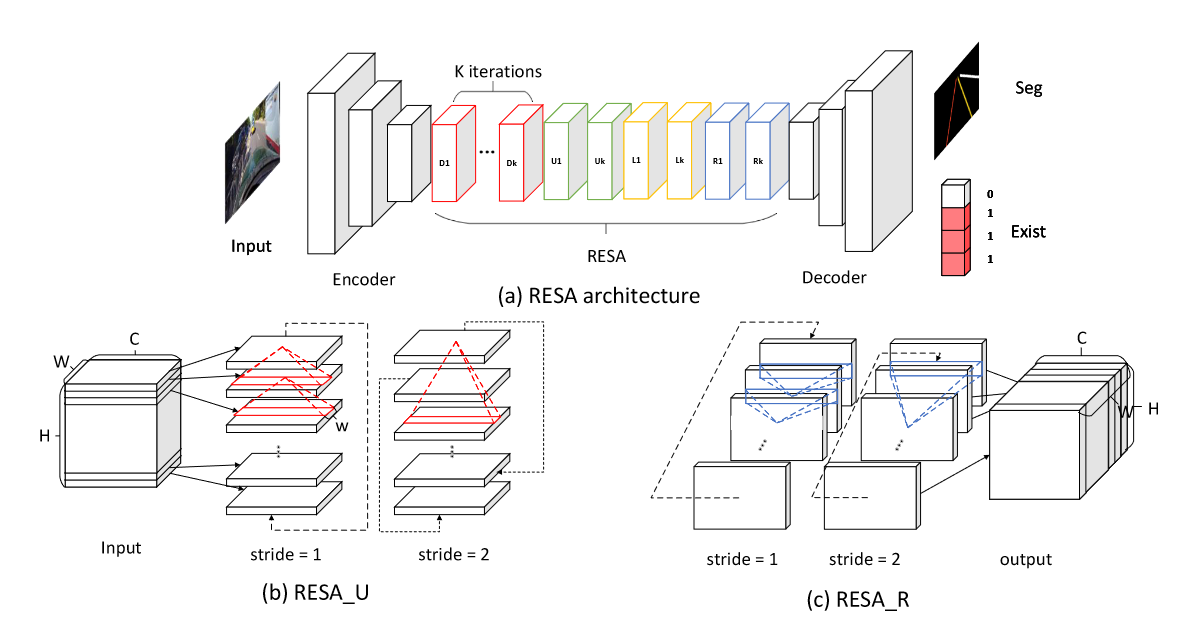 K iterations
D1
...
Dk
U1
Uk
L1
Lk
R1
Rk
Seg
0
1
1
1
Exist
Input
RESA
Encoder
Decoder
(a) RESA architecture
C
W
H
w
Input
stride = 1
stride = 2
(b) RESA_U
C
W
H
stride = 1
stride = 2
output
(c) RESA_R